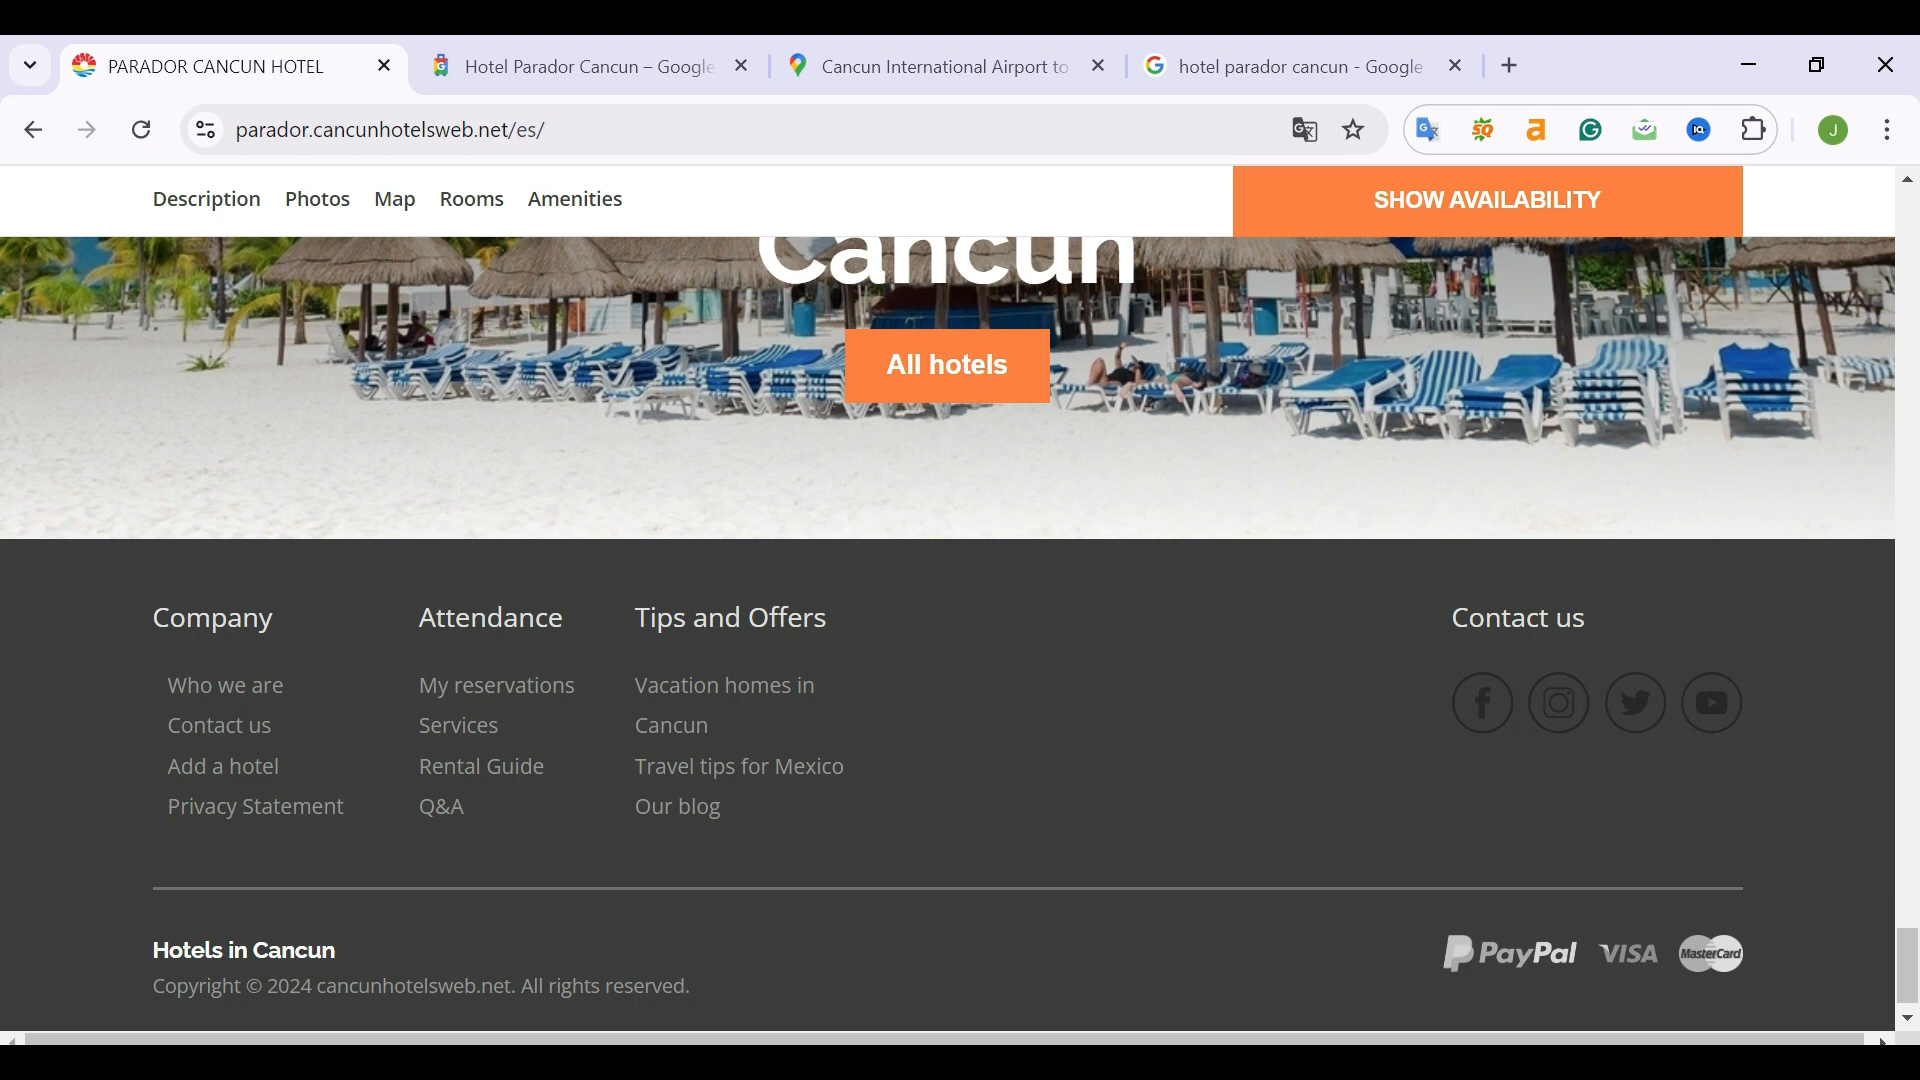 PARADOR CANCUN HOTEL
Hotel Parador Cancun – Google
Cancun International Airport to
hotel parador cancun - Google
parador.cancunhotelsweb.net/es/
J
Description Photos Map Rooms Amenities
SHOW AVAILABILITY
Cancun
All hotels
Company
Who we are
Contact us
Add a hotel
Privacy Statement
Attendance
My reservations
Services
Rental Guide
Q&A
Tips and Offers
Vacation homes in
Cancun
Travel tips for Mexico
Our blog
Contact us
Hotels in Cancun
Copyright © 2024 cancunhotelsweb.net. All rights reserved.
PayPal VISA MasterCard